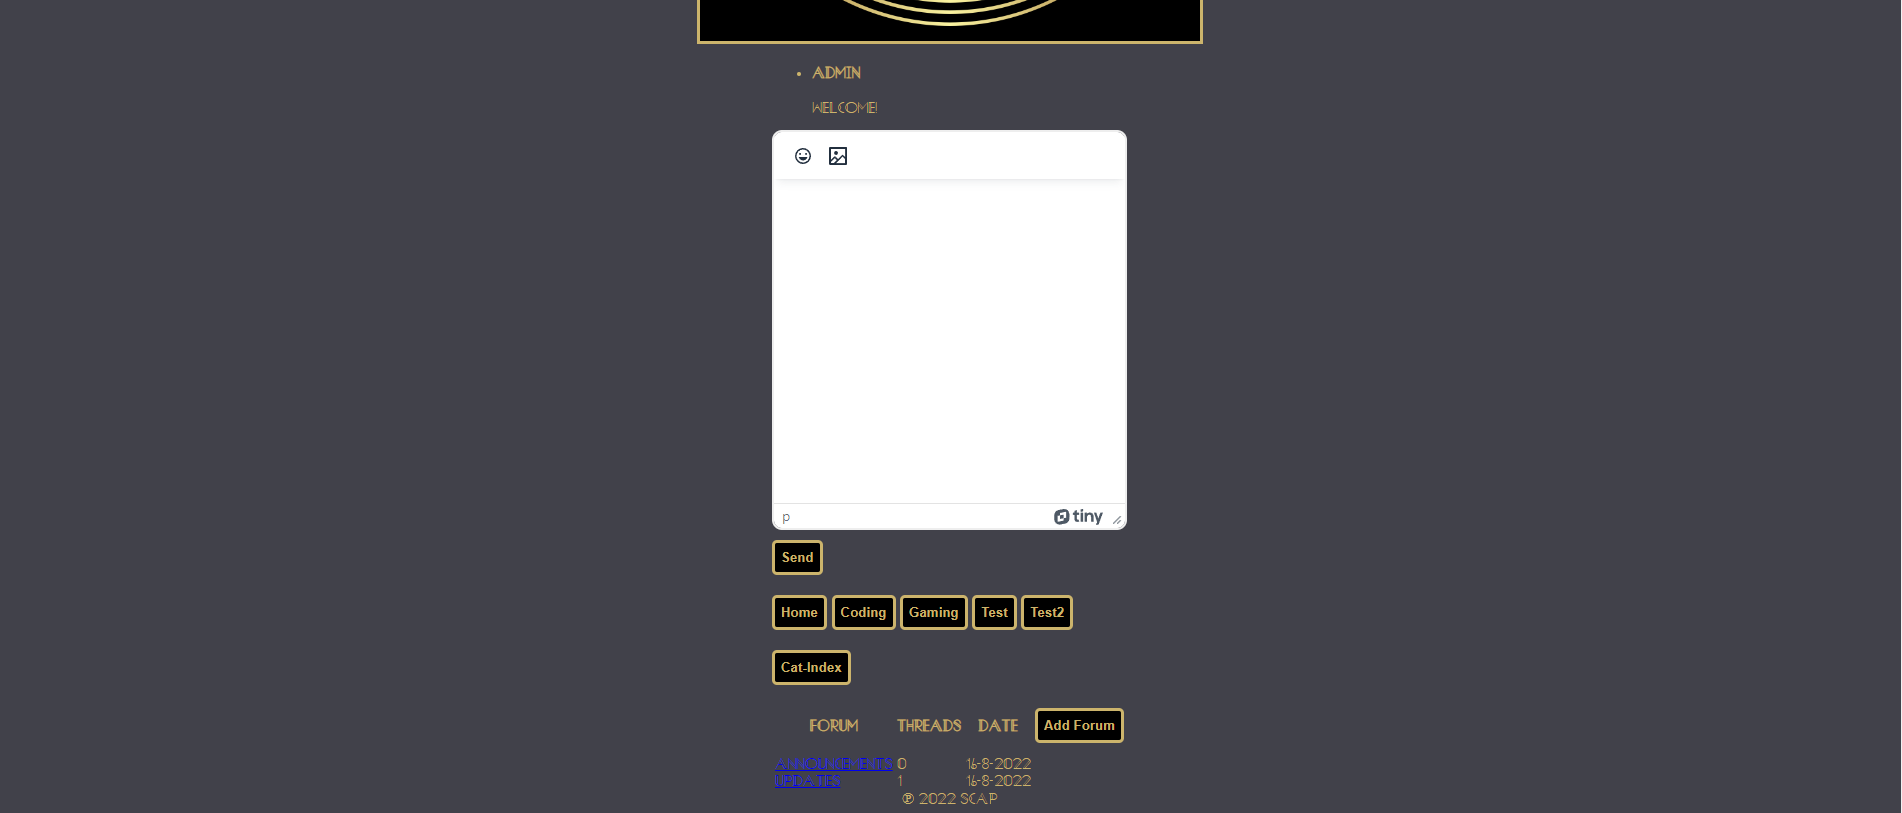 ADMIN
WELCOME!
p
tiny
Send
Home Coding Gaming Test Test2
Cat-Index
FORUM THREADS DATE Add Forum
ANNOUNCEMENTS 0 16-8-2022
UPDATES 1 16-8-2022
℗ 2022 SCAP